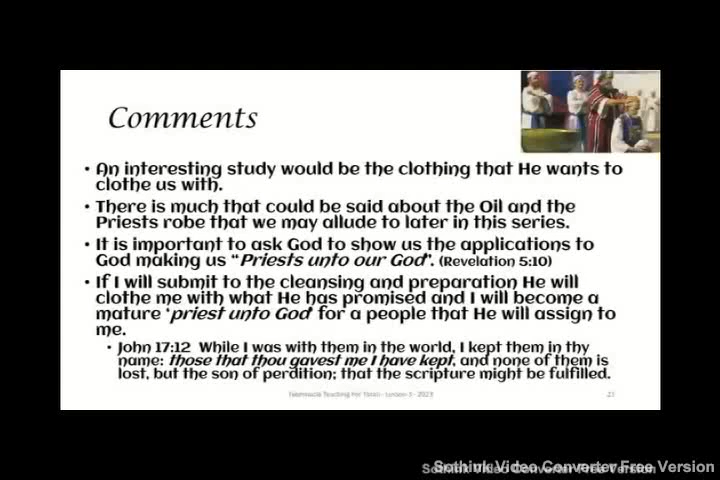 Comments
• An interesting study would be the clothing that He wants to
clothe us with.
• There is much that could be said about the Oil and the
Priests robe that we may allude to later in this series.
• It is important to ask God to show us the applications to
God making us “Priests unto our God”. (Revelation 5:10)
• If I will submit to the cleansing and preparation He will
clothe me with what He has promised and I will become a
mature ‘priest unto God’ for a people that He will assign to
me.
• John 17:12 While I was with them in the world, I kept them in thy
name: those that thou gavest me I have kept, and none of them is
lost, but the son of perdition; that the scripture might be fulfilled.
Teaching For - Lesson 3 - 2023
Sothink Video Converter Free Version
Sothink Video Converter Free Version